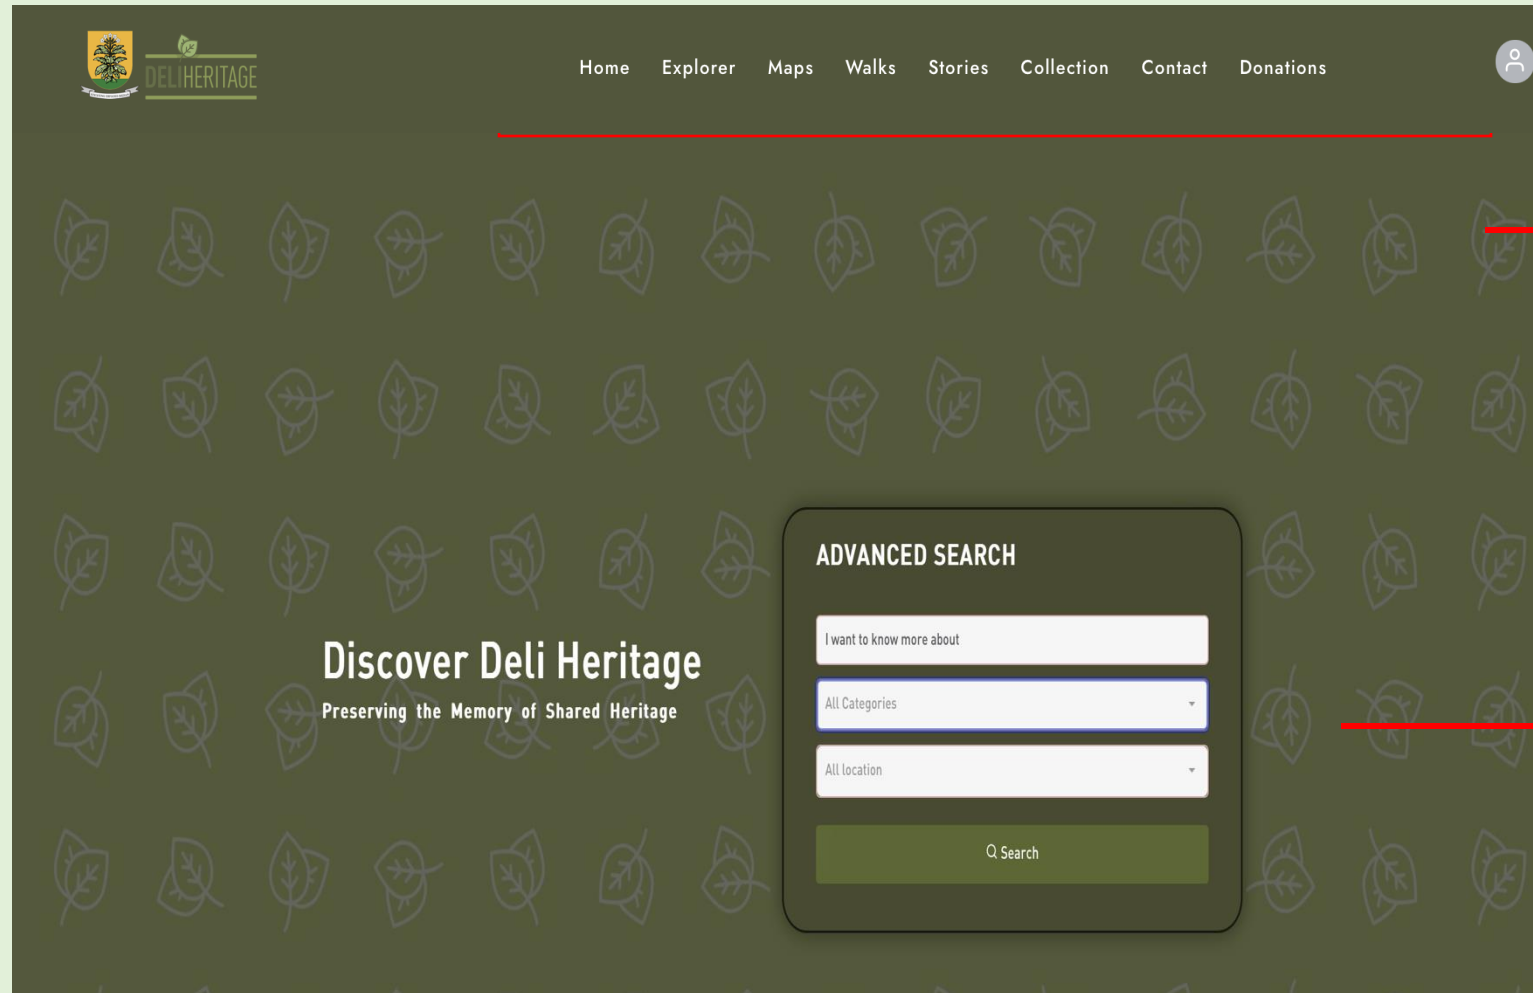 DELIHERITAGE
Home Explorer Maps Walks Stories Collection Contact Donations
ADVANCED SEARCH
I want to know more about
All Categories
All location
Search
Discover Deli Heritage
Preserving the Memory of Shared Heritage